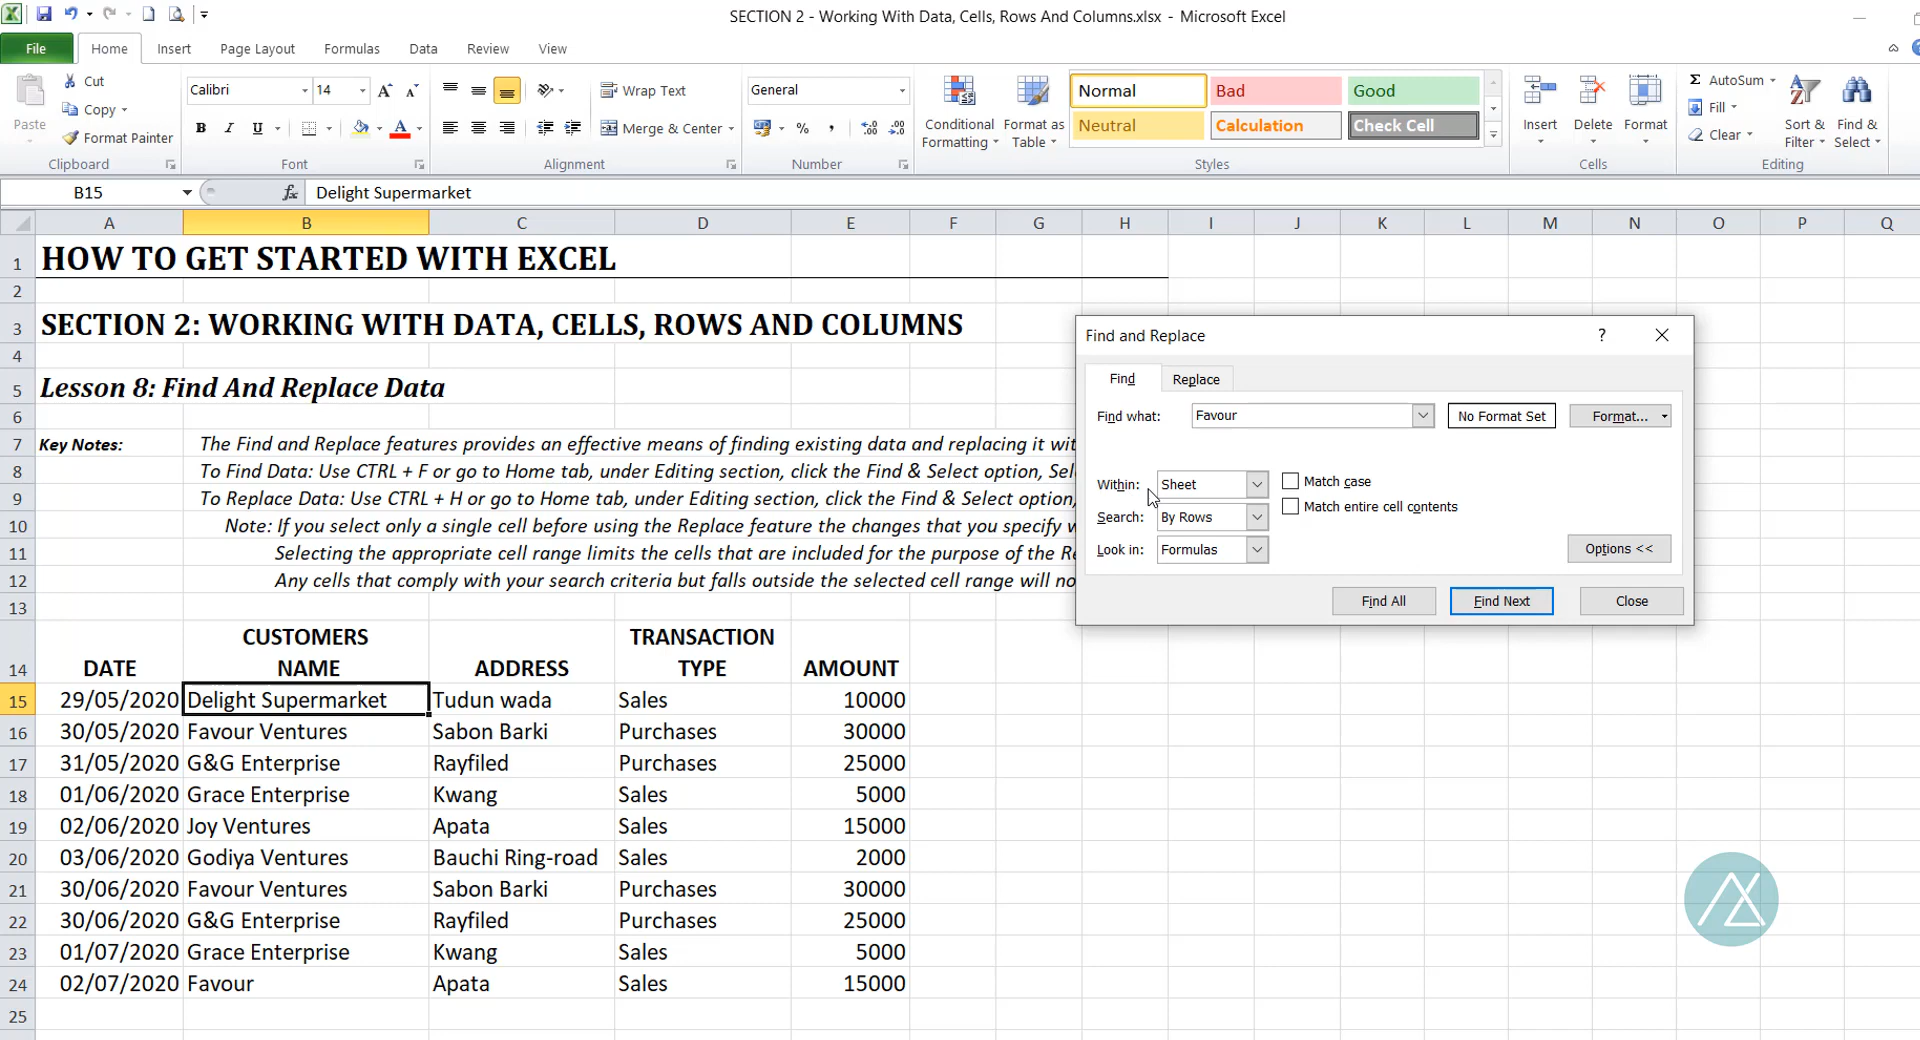 SECTION 2 - Working With Data, Cells, Rows And Columns.xlsx - Microsoft Excel
File Home Insert Page Layout Formulas Data Review View
Paste
Cut
Copy
Format Painter
Clipboard
Calibri 14
B I U
Font
Wrap Text
Merge & Center
Alignment
General
%
Number
Conditional Formatting
Format as Table
Normal Bad Good
Neutral Calculation Check Cell
Styles
Insert Delete Format
Cells
Σ AutoSum
Fill
Clear
Sort & Filter
Find & Select
Editing
B15 fx Delight Supermarket
A B C D E F G H I J K L M N O P Q
1 HOW TO GET STARTED WITH EXCEL
2
3 SECTION 2: WORKING WITH DATA, CELLS, ROWS AND COLUMNS
4
5 Lesson 8: Find And Replace Data
6
7 Key Notes: The Find and Replace features provides an effective means of finding existing data and replacing it wit
8 To Find Data: Use CTRL + F or go to Home tab, under Editing section, click the Find & Select option, Sel
9 To Replace Data: Use CTRL + H or go to Home tab, under Editing section, click the Find & Select option,
10 Note: If you select only a single cell before using the Replace feature the changes that you specify w
11 Selecting the appropriate cell range limits the cells that are included for the purpose of the Re
12 Any cells that comply with your search criteria but falls outside the selected cell range will no
13
14 DATE CUSTOMERS NAME ADDRESS TRANSACTION TYPE AMOUNT
15 29/05/2020 Delight Supermarket Tudun wada Sales 10000
16 30/05/2020 Favour Ventures Sabon Barki Purchases 30000
17 31/05/2020 G&G Enterprise Rayfiled Purchases 25000
18 01/06/2020 Grace Enterprise Kwang Sales 5000
19 02/06/2020 Joy Ventures Apata Sales 15000
20 03/06/2020 Godiya Ventures Bauchi Ring-road Sales 2000
21 30/06/2020 Favour Ventures Sabon Barki Purchases 30000
22 30/06/2020 G&G Enterprise Rayfiled Purchases 25000
23 01/07/2020 Grace Enterprise Kwang Sales 5000
24 02/07/2020 Favour Apata Sales 15000
25
Find and Replace ?
Find Replace
Find what: Favour No Format Set Format...
Within: Sheet Match case
Search: By Rows Match entire cell contents
Look in: Formulas Options <<
Find All Find Next Close